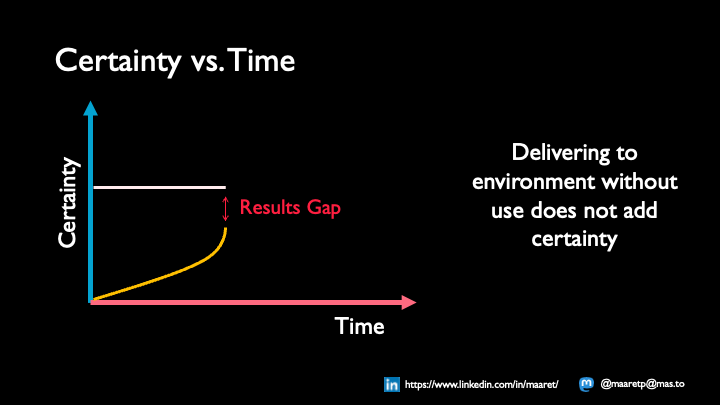 Certainty vs. Time
Certainty
Results Gap
Time
Delivering to
environment without
use does not add
certainty
in https://www.linkedin.com/in/maaret/
m @maaretp@mas.to